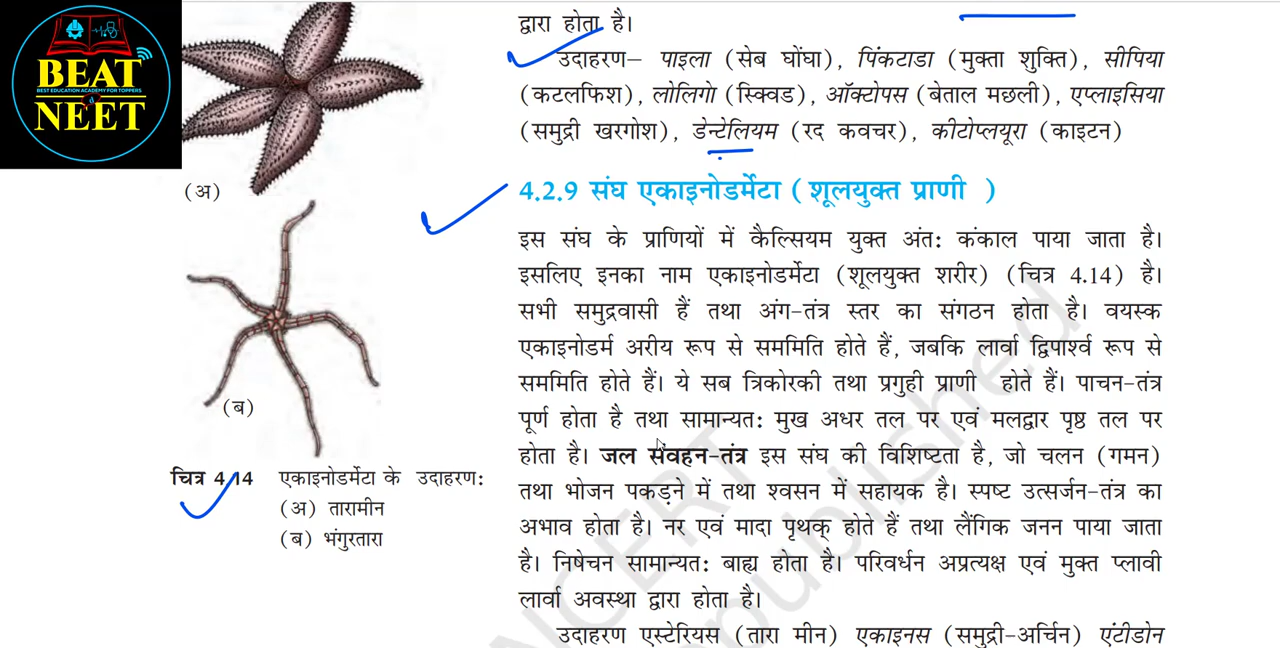 BEAT
BEST EDUCATION ACADEMY FOR TOPPERS
NEET
(अ)
(ब)
चित्र 4.14 एकाइनोडर्मेटा के उदाहरण:
(अ) तारामीन
(ब) भंगुरतारा
द्वारा होता है।
उदाहरण– पाइला (सेब घोंघा), पिंकटाडा (मुक्ता शुक्ति), सीपिया
(कटलफिश), लोलिगो (स्क्विड), ऑक्टोपस (बेताल मछली), एप्लाइसिया
(समुद्री खरगोश), डेन्टेलियम (रद कवचर), कीटोप्लयूरा (काइटन)
4.2.9 संघ एकाइनोडर्मेटा (शूलयुक्त प्राणी )
इस संघ के प्राणियों में कैल्सियम युक्त अंत: कंकाल पाया जाता है।
इसलिए इनका नाम एकाइनोडर्मेटा (शूलयुक्त शरीर) (चित्र 4.14) है।
सभी समुद्रवासी हैं तथा अंग-तंत्र स्तर का संगठन होता है। वयस्क
एकाइनोडर्म अरीय रूप से सममिति होते हैं, जबकि लार्वा द्विपार्श्व रूप से
सममिति होते हैं। ये सब त्रिकोरकी तथा प्रगुही प्राणी होते हैं। पाचन-तंत्र
पूर्ण होता है तथा सामान्यत: मुख अधर तल पर एवं मलद्वार पृष्ठ तल पर
होता है। जल संवहन-तंत्र इस संघ की विशिष्टता है, जो चलन (गमन)
तथा भोजन पकड़ने में तथा श्वसन में सहायक है। स्पष्ट उत्सर्जन-तंत्र का
अभाव होता है। नर एवं मादा पृथक् होते हैं तथा लैंगिक जनन पाया जाता
है। निषेचन सामान्यत: बाह्य होता है। परिवर्धन अप्रत्यक्ष एवं मुक्त प्लावी
लार्वा अवस्था द्वारा होता है।
उदाहरण एस्टेरियस (तारा मीन) एकाइनस (समुद्री-अर्चिन) एंटीडोन
NCERT
republished